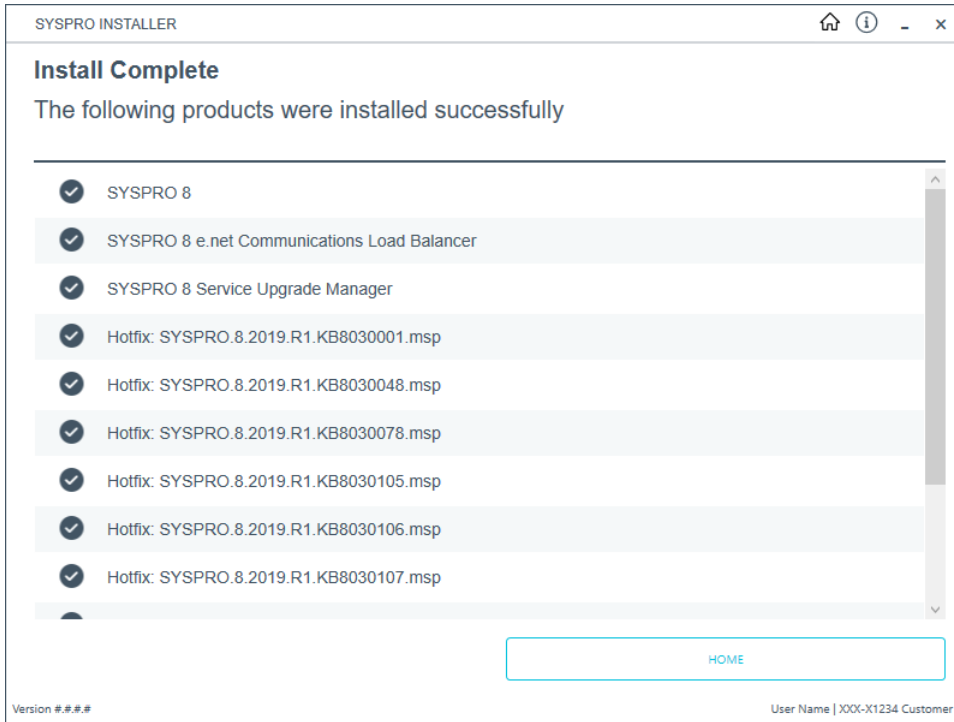 SYSPRO INSTALLER
Install Complete
The following products were installed successfully
SYSPRO 8
SYSPRO 8 e.net Communications Load Balancer
SYSPRO 8 Service Upgrade Manager
Hotfix: SYSPRO.8.2019.R1.KB8030001.msp
Hotfix: SYSPRO.8.2019.R1.KB8030048.msp
Hotfix: SYSPRO.8.2019.R1.KB8030078.msp
Hotfix: SYSPRO.8.2019.R1.KB8030105.msp
Hotfix: SYSPRO.8.2019.R1.KB8030106.msp
Hotfix: SYSPRO.8.2019.R1.KB8030107.msp
HOME
Version #.#.#.# User Name | XXX-X1234 Customer